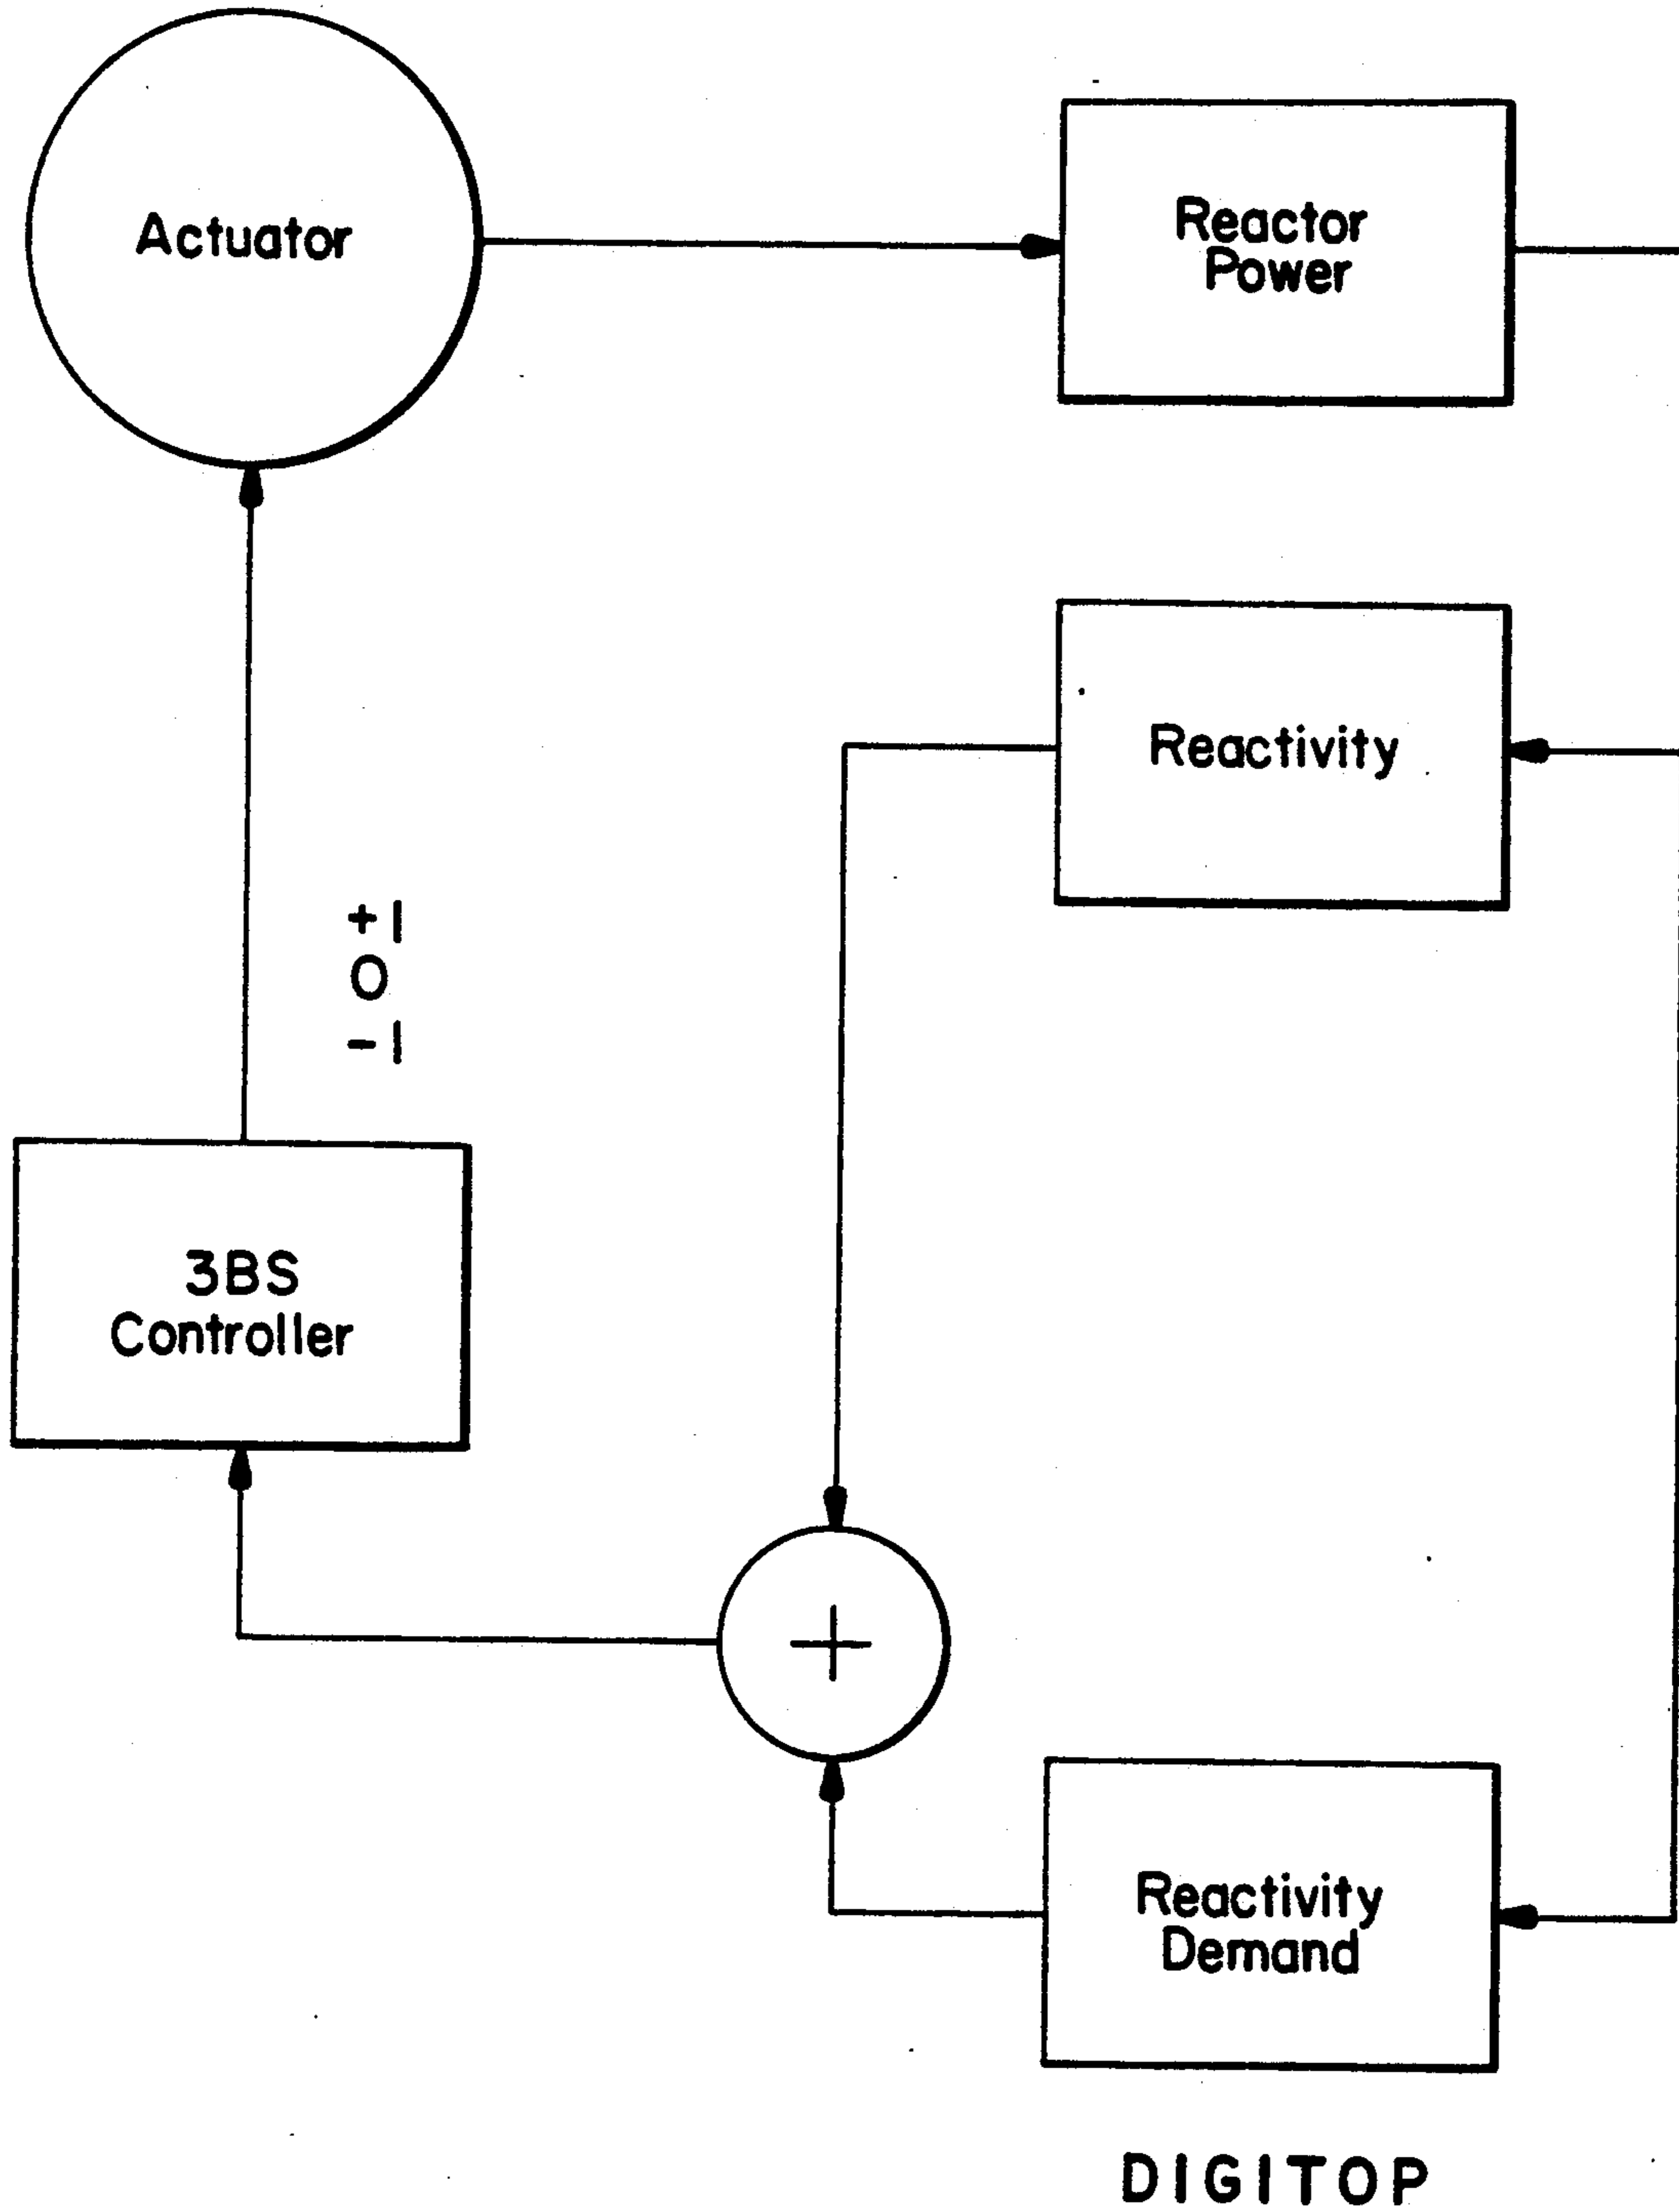 Actuator
Reactor
Power
Reactivity
+1
0
-1
3BS
Controller
+
Reactivity
Demand
DIGITOP